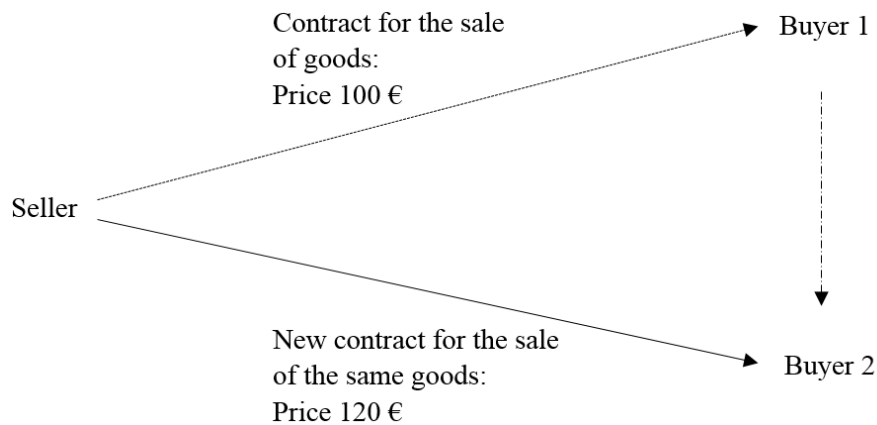 Contract for the sale
of goods:
Price 100 €
Buyer 1
Seller
New contract for the sale
of the same goods:
Price 120 €
Buyer 2